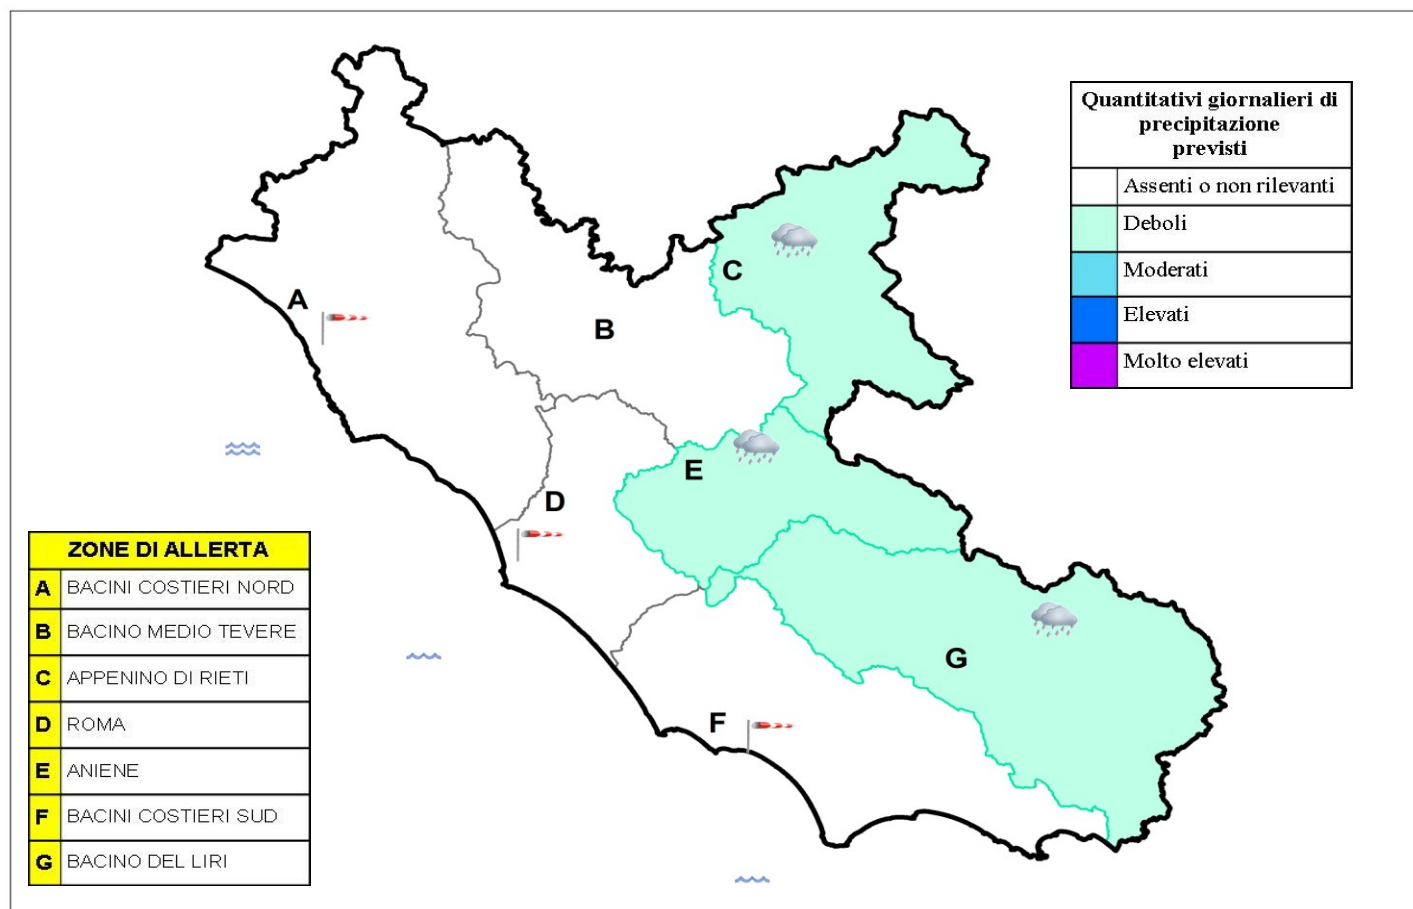 Quantitativi giornalieri di
precipitazione
previsti
Assenti o non rilevanti
Deboli
Moderati
Elevati
Molto elevati
A
B
C
D
E
F
G
ZONE DI ALLERTA
A BACINI COSTIERI NORD
B BACINO MEDIO TEVERE
C APPENINO DI RIETI
D ROMA
E ANIENE
F BACINI COSTIERI SUD
G BACINO DEL LIRI